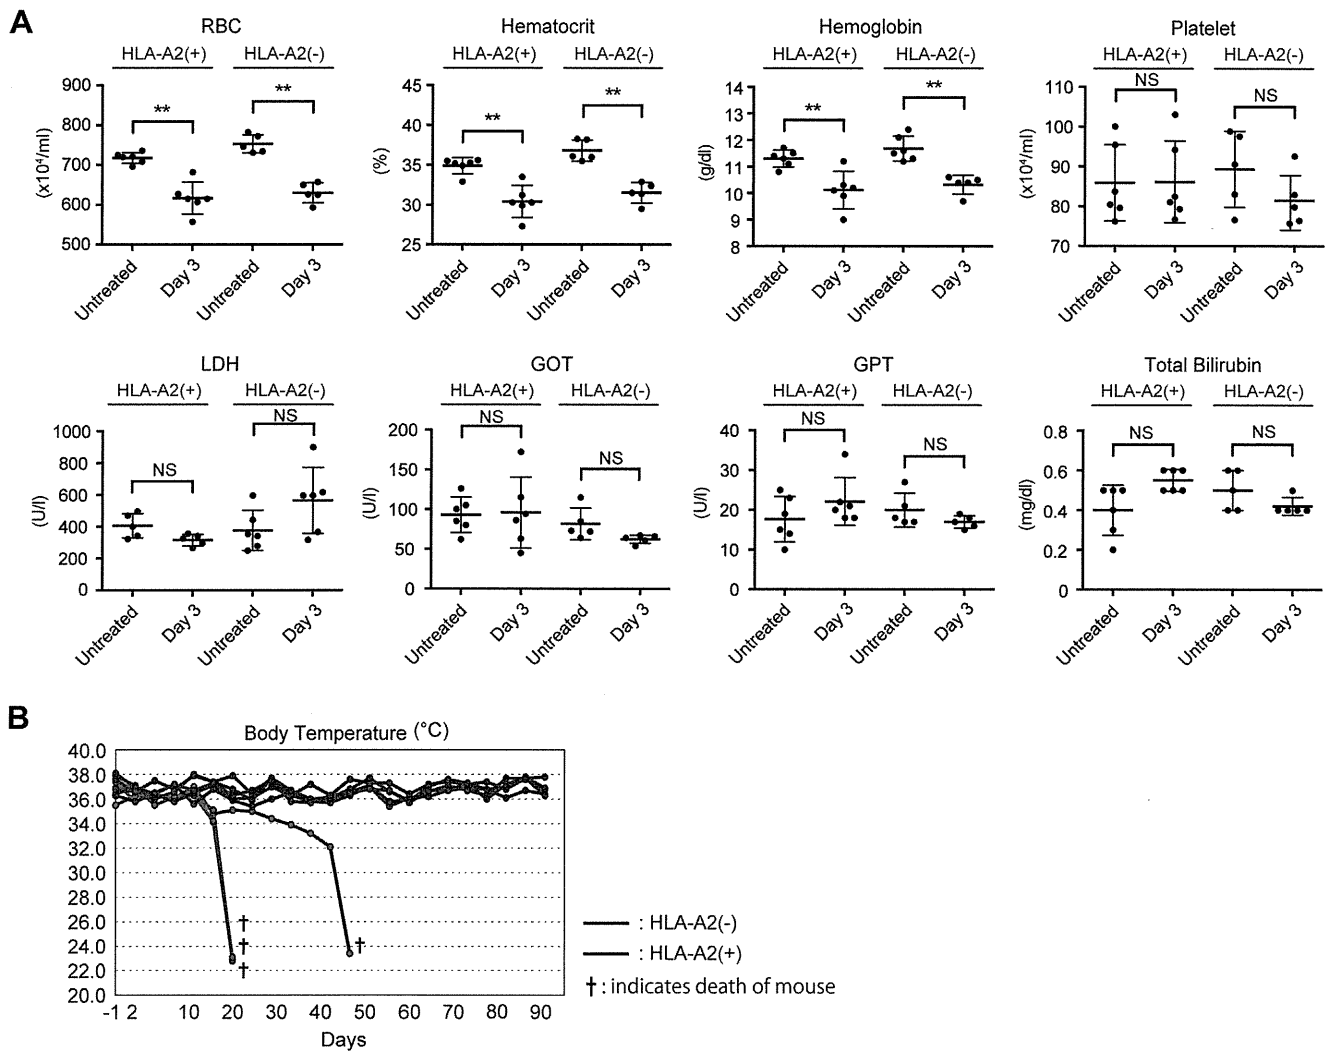 A
RBC
HLA-A2(+) HLA-A2(-)
(x10⁴/ml)
900
800
700
600
500
**
**
Untreated
Day 3
Untreated
Day 3
Hematocrit
HLA-A2(+) HLA-A2(-)
(%)
45
40
35
30
25
**
**
Untreated
Day 3
Untreated
Day 3
Hemoglobin
HLA-A2(+) HLA-A2(-)
(g/dl)
14
13
12
11
10
9
8
**
**
Untreated
Day 3
Untreated
Day 3
Platelet
HLA-A2(+) HLA-A2(-)
(x10⁴/ml)
110
100
90
80
70
NS
NS
Untreated
Day 3
Untreated
Day 3
LDH
HLA-A2(+) HLA-A2(-)
(U/l)
1000
800
600
400
200
0
NS
NS
Untreated
Day 3
Untreated
Day 3
GOT
HLA-A2(+) HLA-A2(-)
(U/l)
200
150
100
50
0
NS
NS
Untreated
Day 3
Untreated
Day 3
GPT
HLA-A2(+) HLA-A2(-)
(U/l)
40
30
20
10
0
NS
NS
Untreated
Day 3
Untreated
Day 3
Total Bilirubin
HLA-A2(+) HLA-A2(-)
(mg/dl)
0.8
0.6
0.4
0.2
0
NS
NS
Untreated
Day 3
Untreated
Day 3
B
Body Temperature (°C)
40.0
38.0
36.0
34.0
32.0
30.0
28.0
26.0
24.0
22.0
20.0
†
†
†
†
-1 2 10 20 30 40 50 60 70 80 90
Days
: HLA-A2(-)
: HLA-A2(+)
† : indicates death of mouse